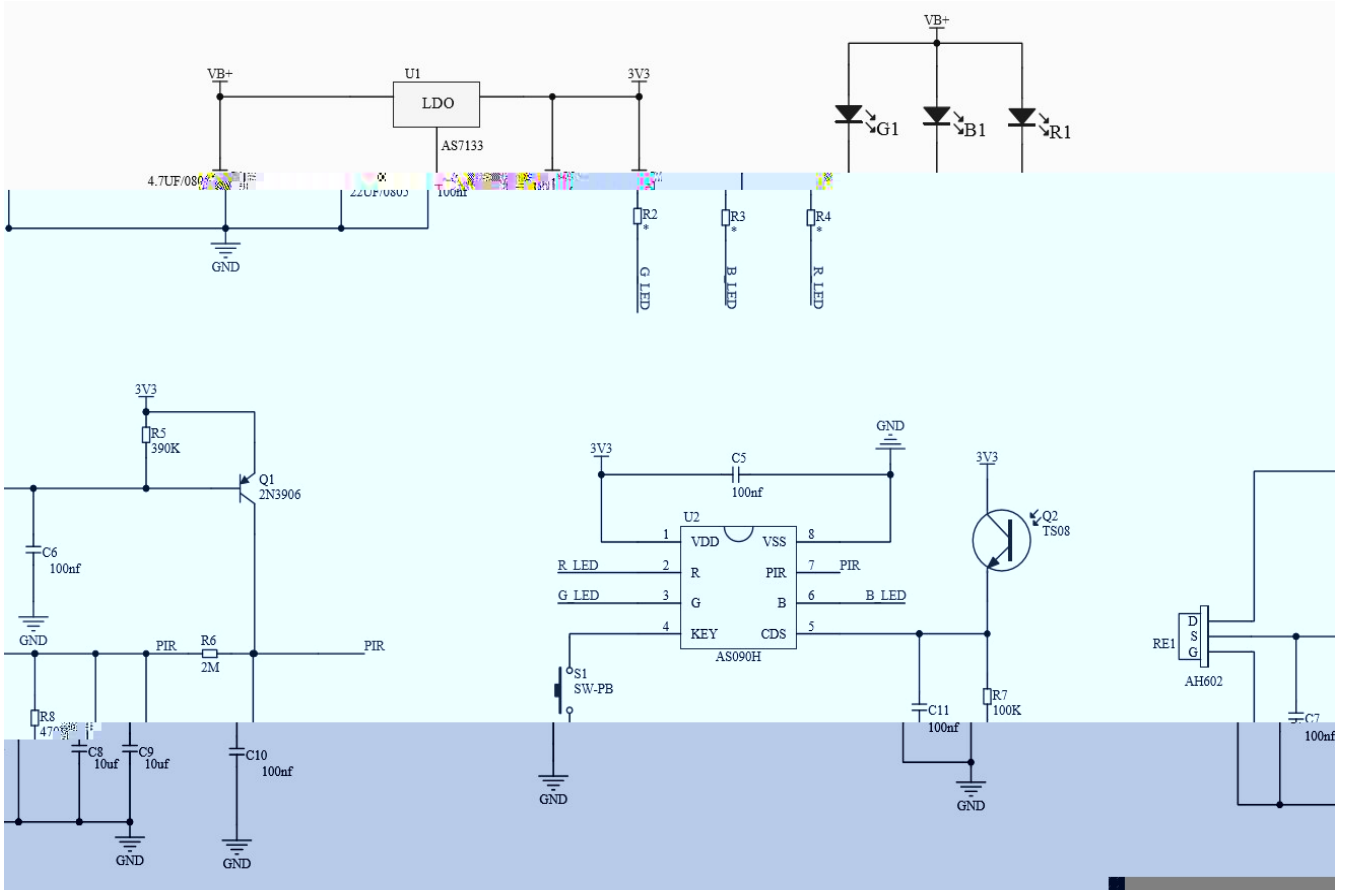 VB+
VB+
U1
3V3
LDO
AS7133
G1
B1
R1
22UF/0805
100nf
R2
*
R3
*
R4
*
GND
G_LED
B_LED
R_LED
3V3
R5
390K
Q1
2N3906
C6
100nf
GND
PIR
R6
2M
PIR
GND
3V3
C5
100nf
U2
1
VDD
VSS
8
R_LED
2
R
PIR
7
PIR
G_LED
3
G
B
6
B_LED
4
KEY
CDS
5
AS090H
3V3
Q2
TS08
S1
SW-PB
C11
100nf
R7
100K
RE1
D
S
G
AH602
C7
100nf
R8
C8
10uf
C9
10uf
C10
100nf
GND
GND
GND
GND